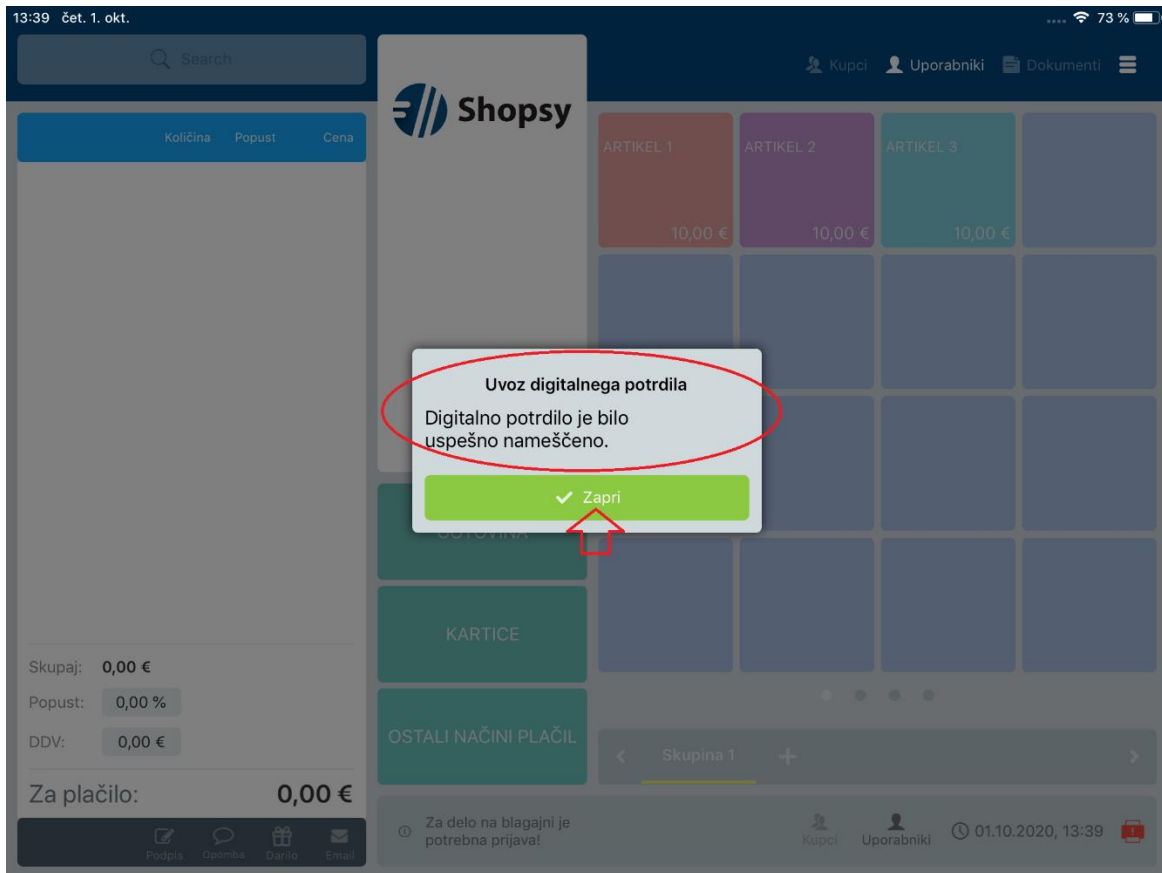 13:39 čet. 1. okt.
73 %
Search
Shopsy
Kupci Uporabniki Dokumenti
Količina Popust Cena
ARTIKEL 1
ARTIKEL 2
ARTIKEL 3
10,00 €
10,00 €
10,00 €
Uvoz digitalnega potrdila
Digitalno potrdilo je bilo
uspešno nameščeno.
Zapri
GOTOVINA
KARTICE
OSTALI NAČINI PLAČIL
Skupaj: 0,00 €
Popust: 0,00 %
DDV: 0,00 €
Za plačilo: 0,00 €
Skupina 1
Podpis Opomba Darilo Email
Za delo na blagajni je
potrebna prijava!
Kupci Uporabniki
01.10.2020, 13:39